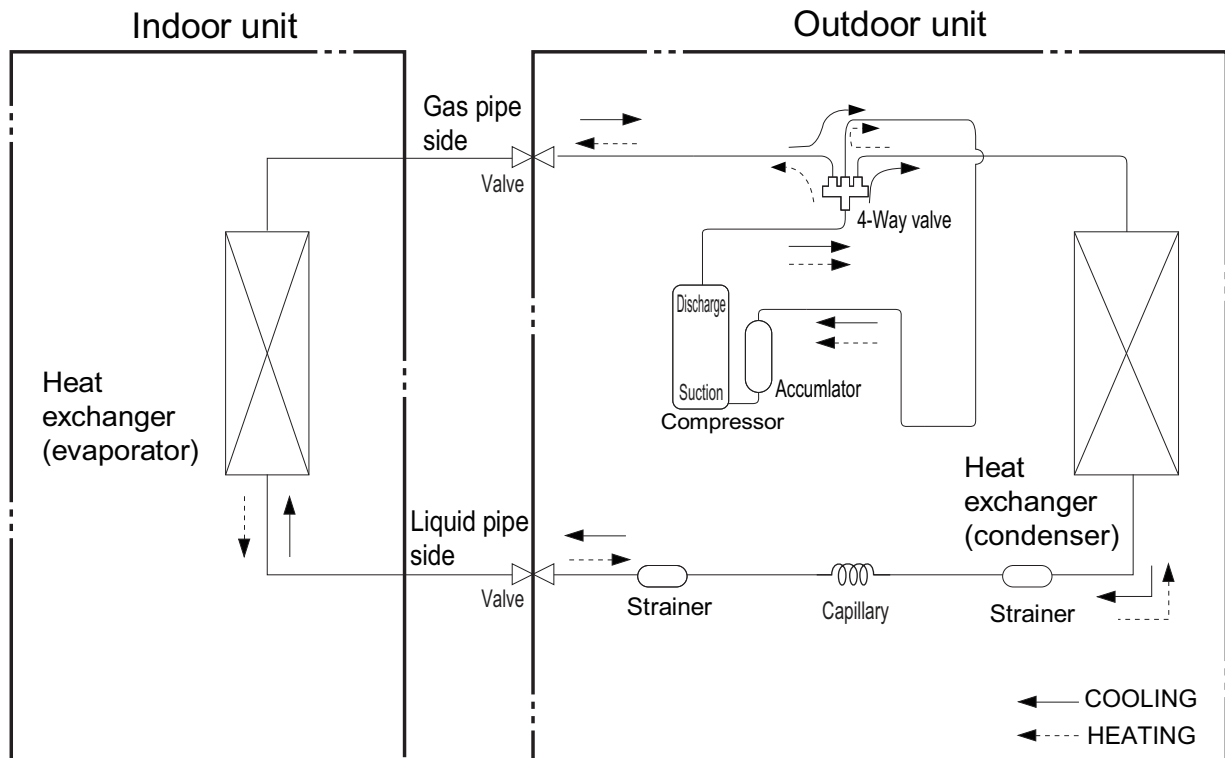 Indoor unit
Outdoor unit
Gas pipe
side
Valve
4-Way valve
Discharge
Suction
Accumlator
Compressor
Heat
exchanger
(evaporator)
Heat
exchanger
(condenser)
Liquid pipe
side
Valve
Strainer
Capillary
Strainer
COOLING
HEATING